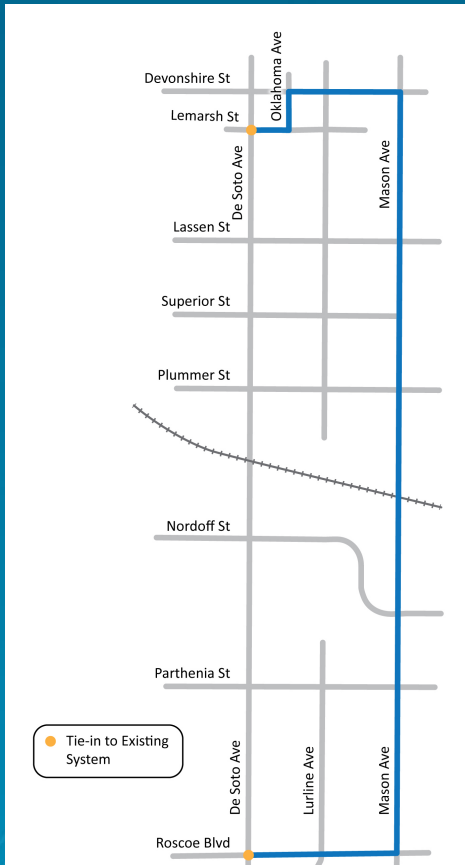 Oklahoma Ave
Devonshire St
Lemarsh St
De Soto Ave
Mason Ave
Lassen St
Superior St
Plummer St
Nordoff St
Parthenia St
Tie-in to Existing
System
De Soto Ave
Lurline Ave
Mason Ave
Roscoe Blvd